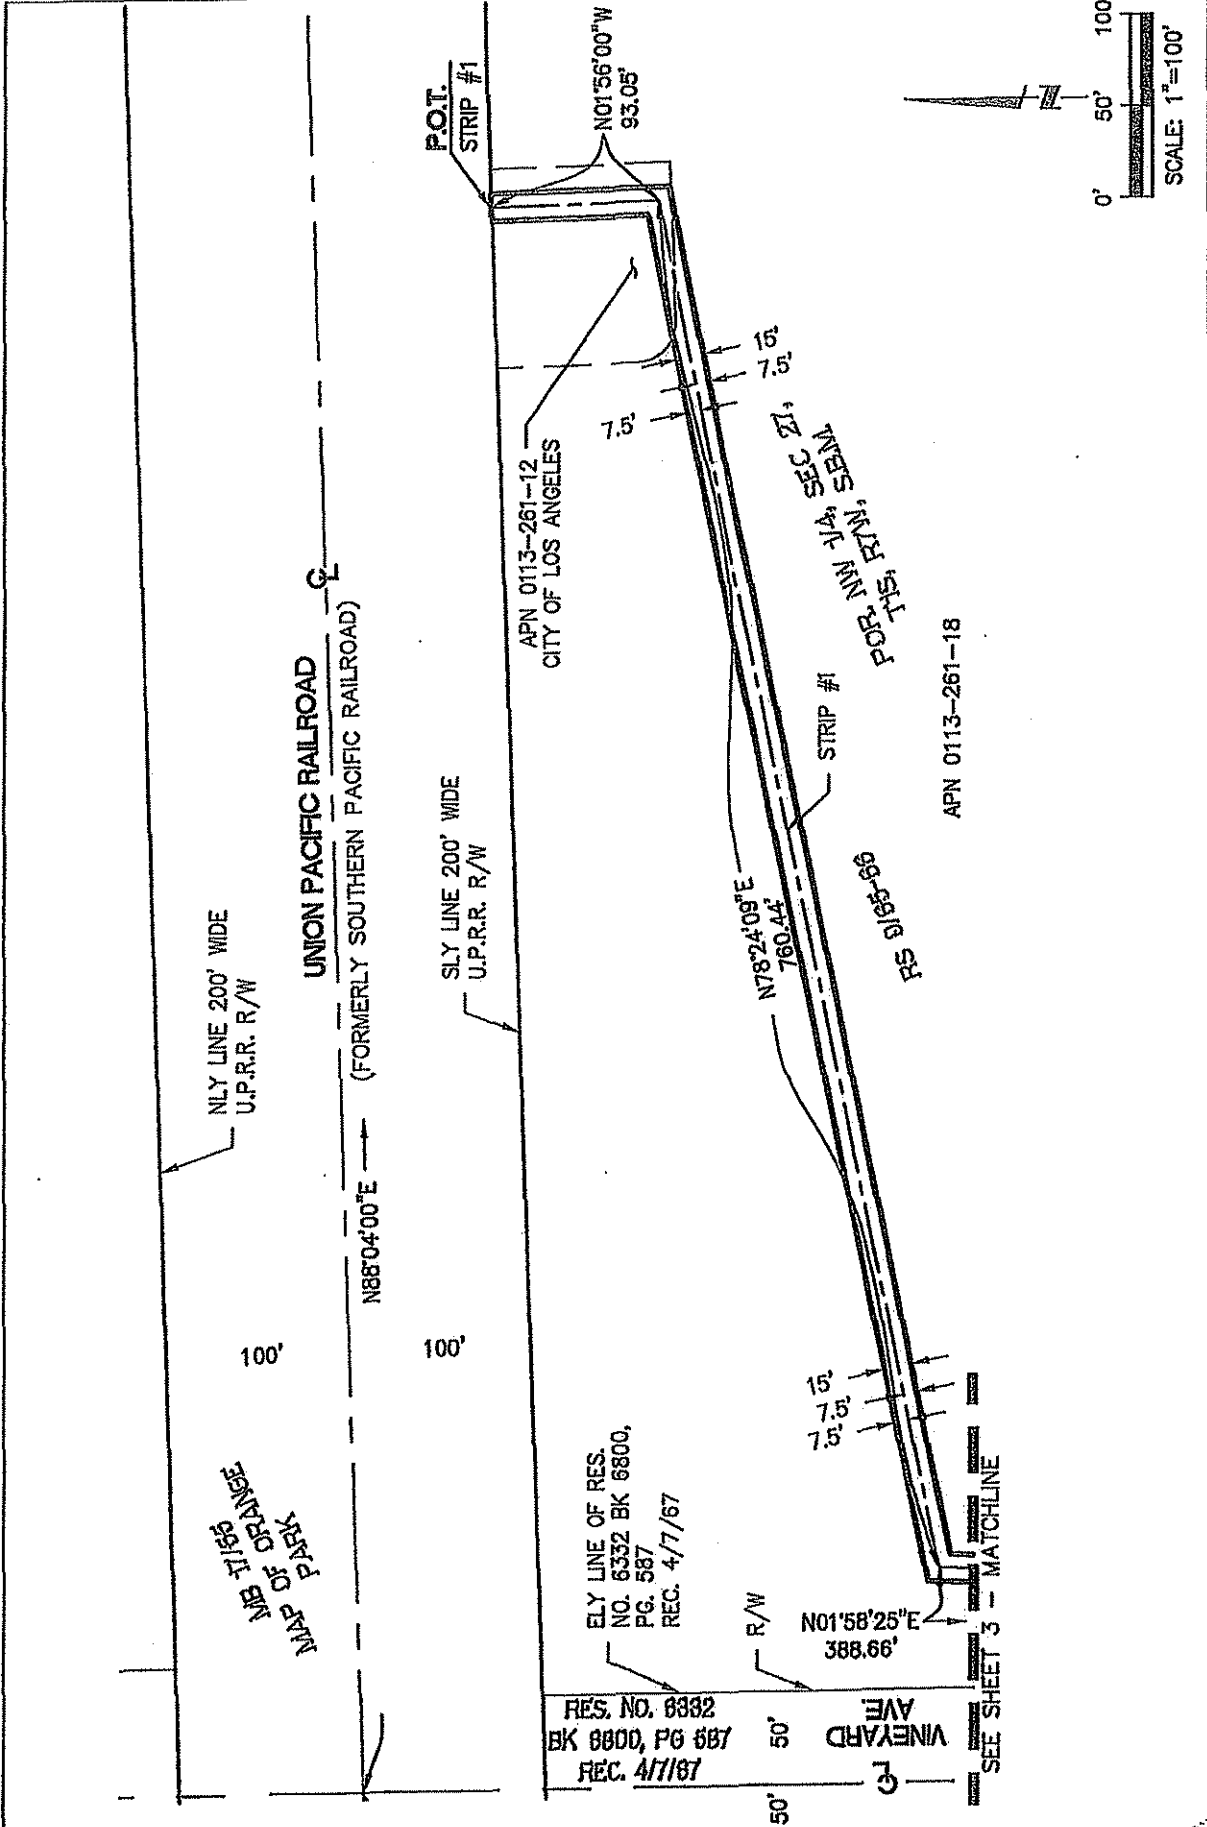 NLY LINE 200' WIDE
U.P.R.R. R/W
UNION PACIFIC RAILROAD
CL
(FORMERLY SOUTHERN PACIFIC RAILROAD)
N88°04'00"E
100'
100'
MB 17/65
MAP OF ORANGE
PARK
SLY LINE 200' WIDE
U.P.R.R. R/W
P.O.T.
STRIP #1
N01°56'00"W
93.05'
APN 0113-261-12
CITY OF LOS ANGELES
7.5'
15'
7.5'
POR. NW 1/4, SEC 27,
T1S, R7W, S.B.M.
STRIP #1
APN 0113-261-18
N78°24'09"E
760.44'
RS 9/65-66
15'
7.5'
7.5'
ELY LINE OF RES.
NO. 6332 BK 6800,
PG. 587
REC. 4/7/67
R/W
N01°58'25"E
388.66'
RES. NO. 6332
BK 6800, PG 587
REC. 4/7/67
50'
50'
VINEYARD
AVE.
CL
SEE SHEET 3 - MATCHLINE
N
0'
50'
100
SCALE: 1"=100'